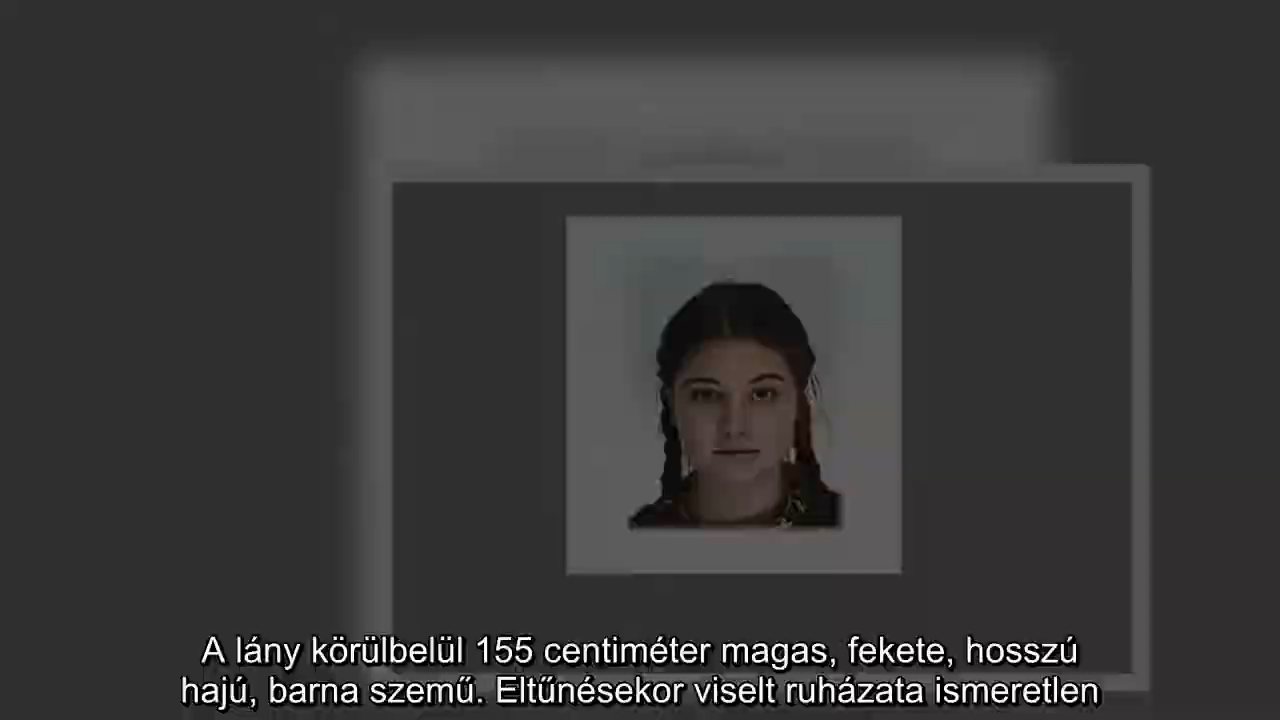 A lány körülbelül 155 centiméter magas, fekete, hosszú
hajú, barna szemű. Eltűnésekor viselt ruházata ismeretlen